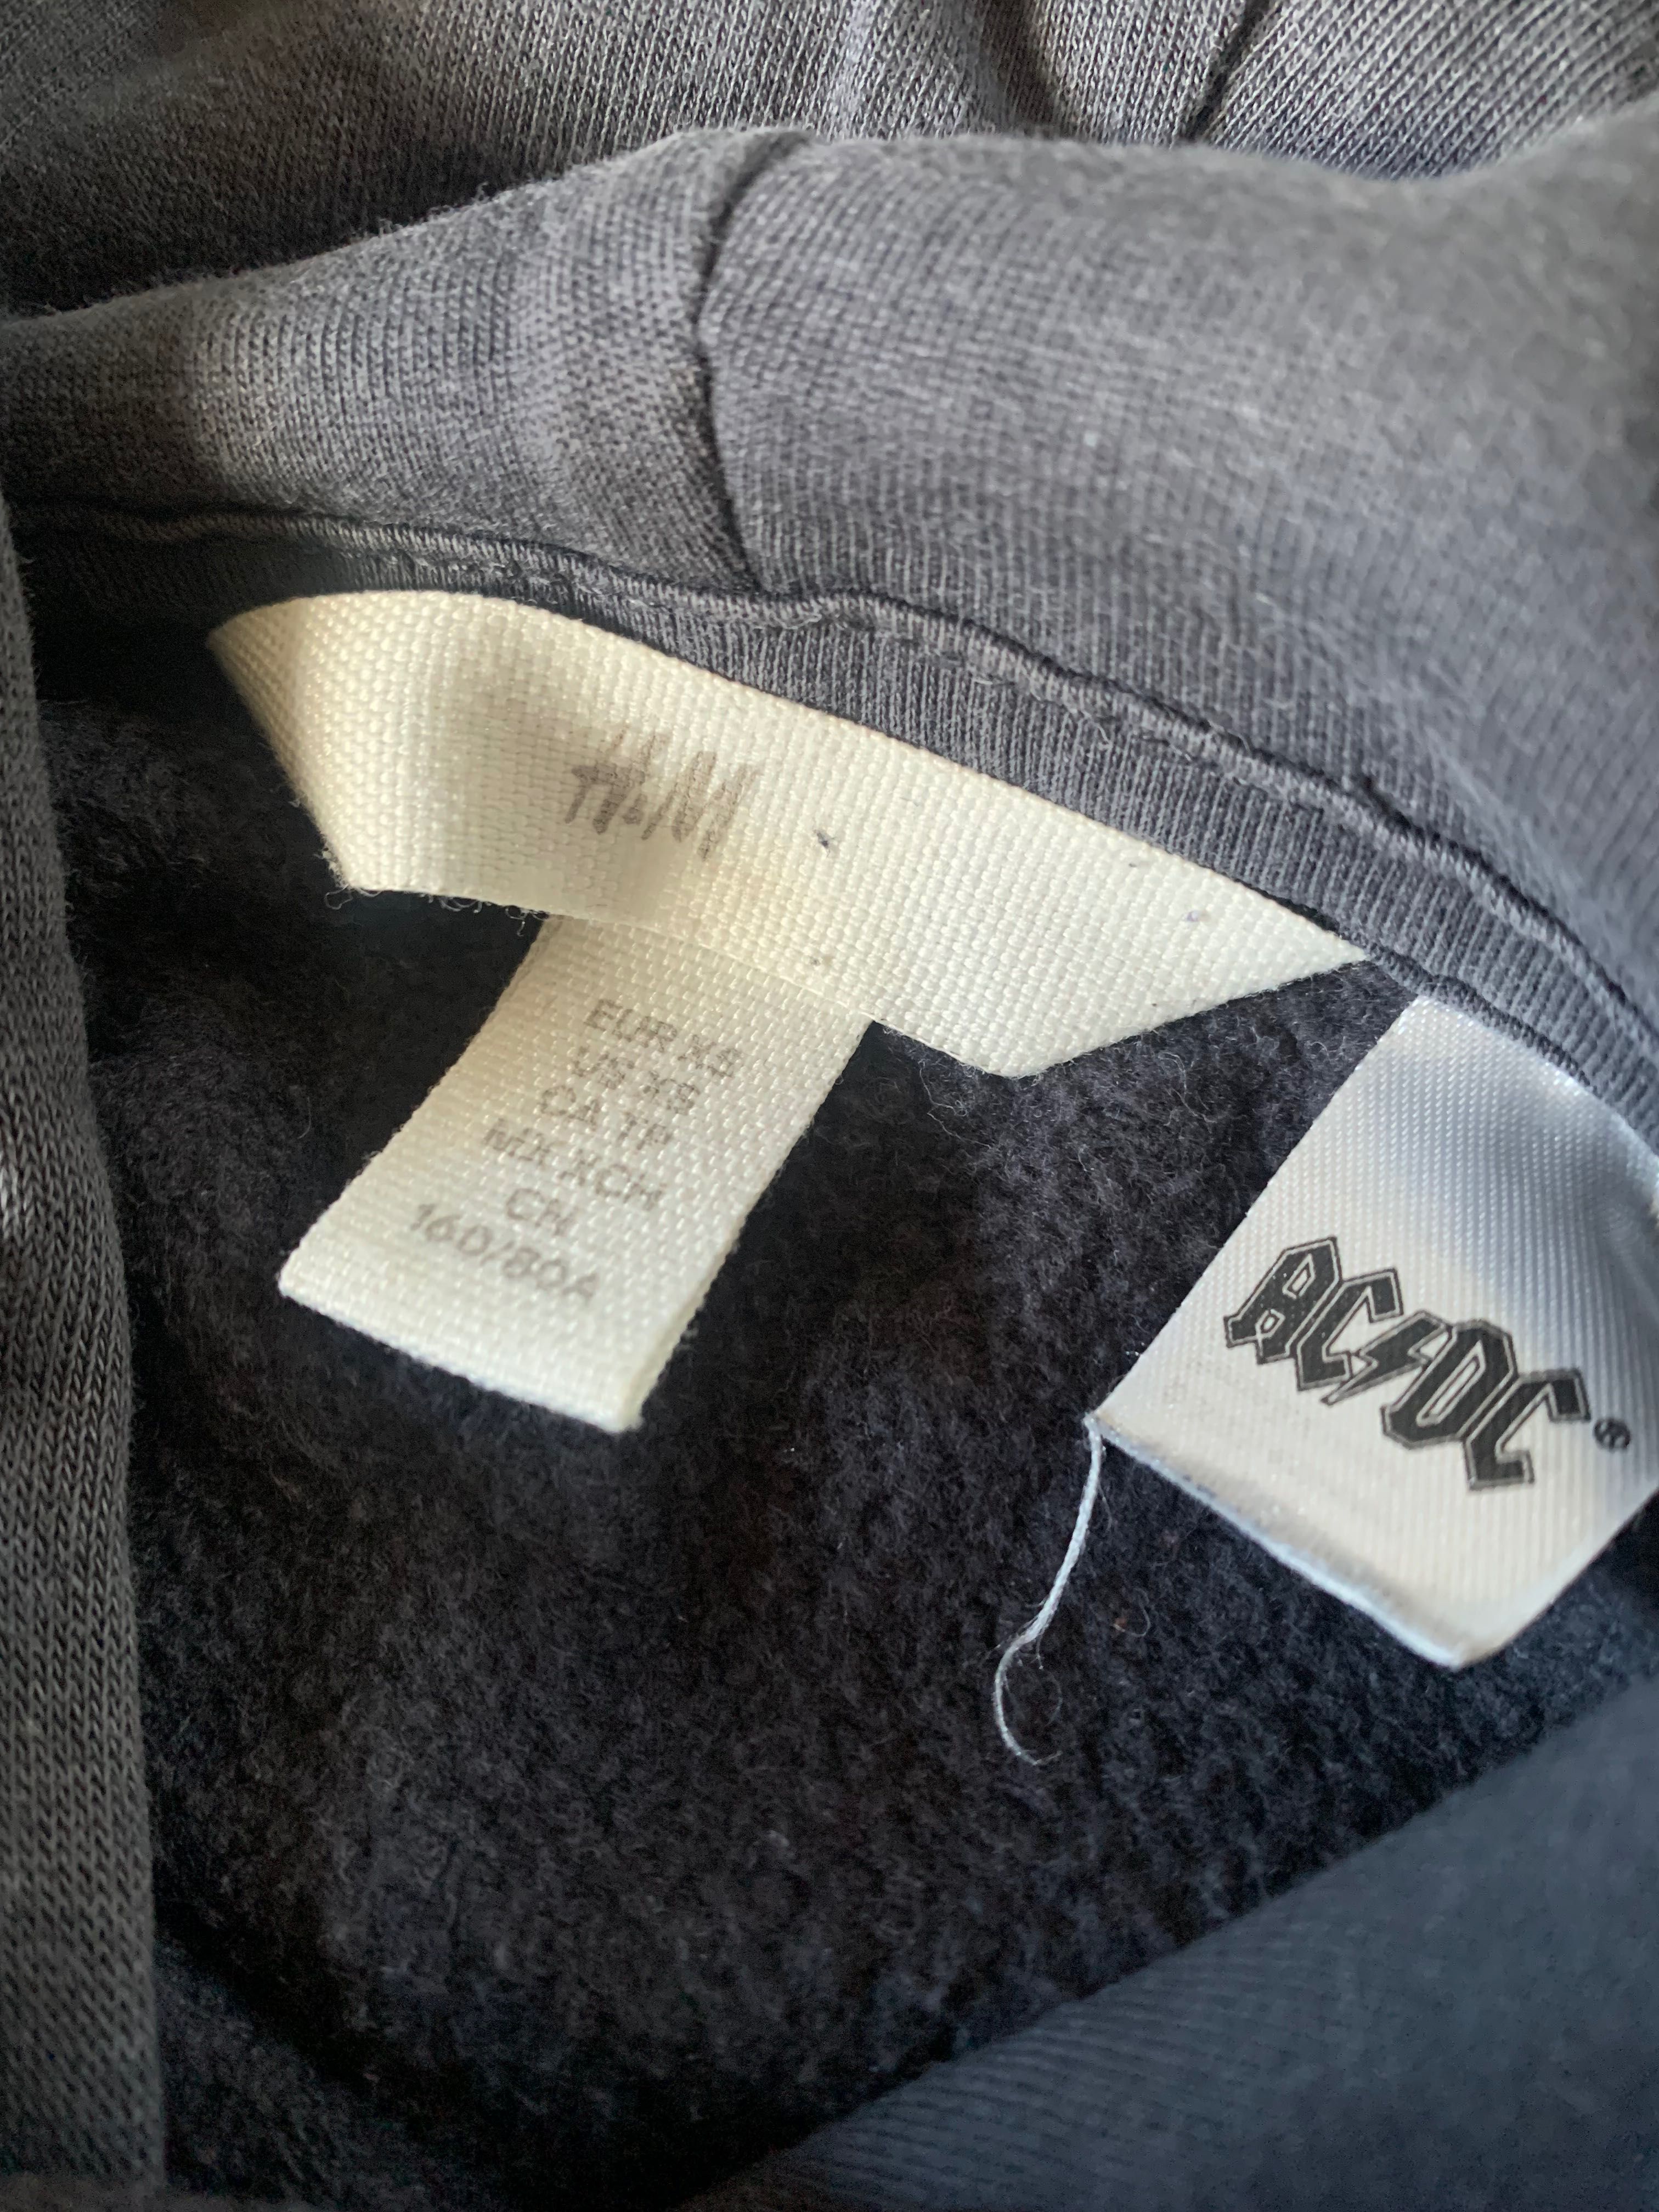 H&M
EUR XS
US XS
CA TP
MX XCH
CN
160/80A
AC/DC®